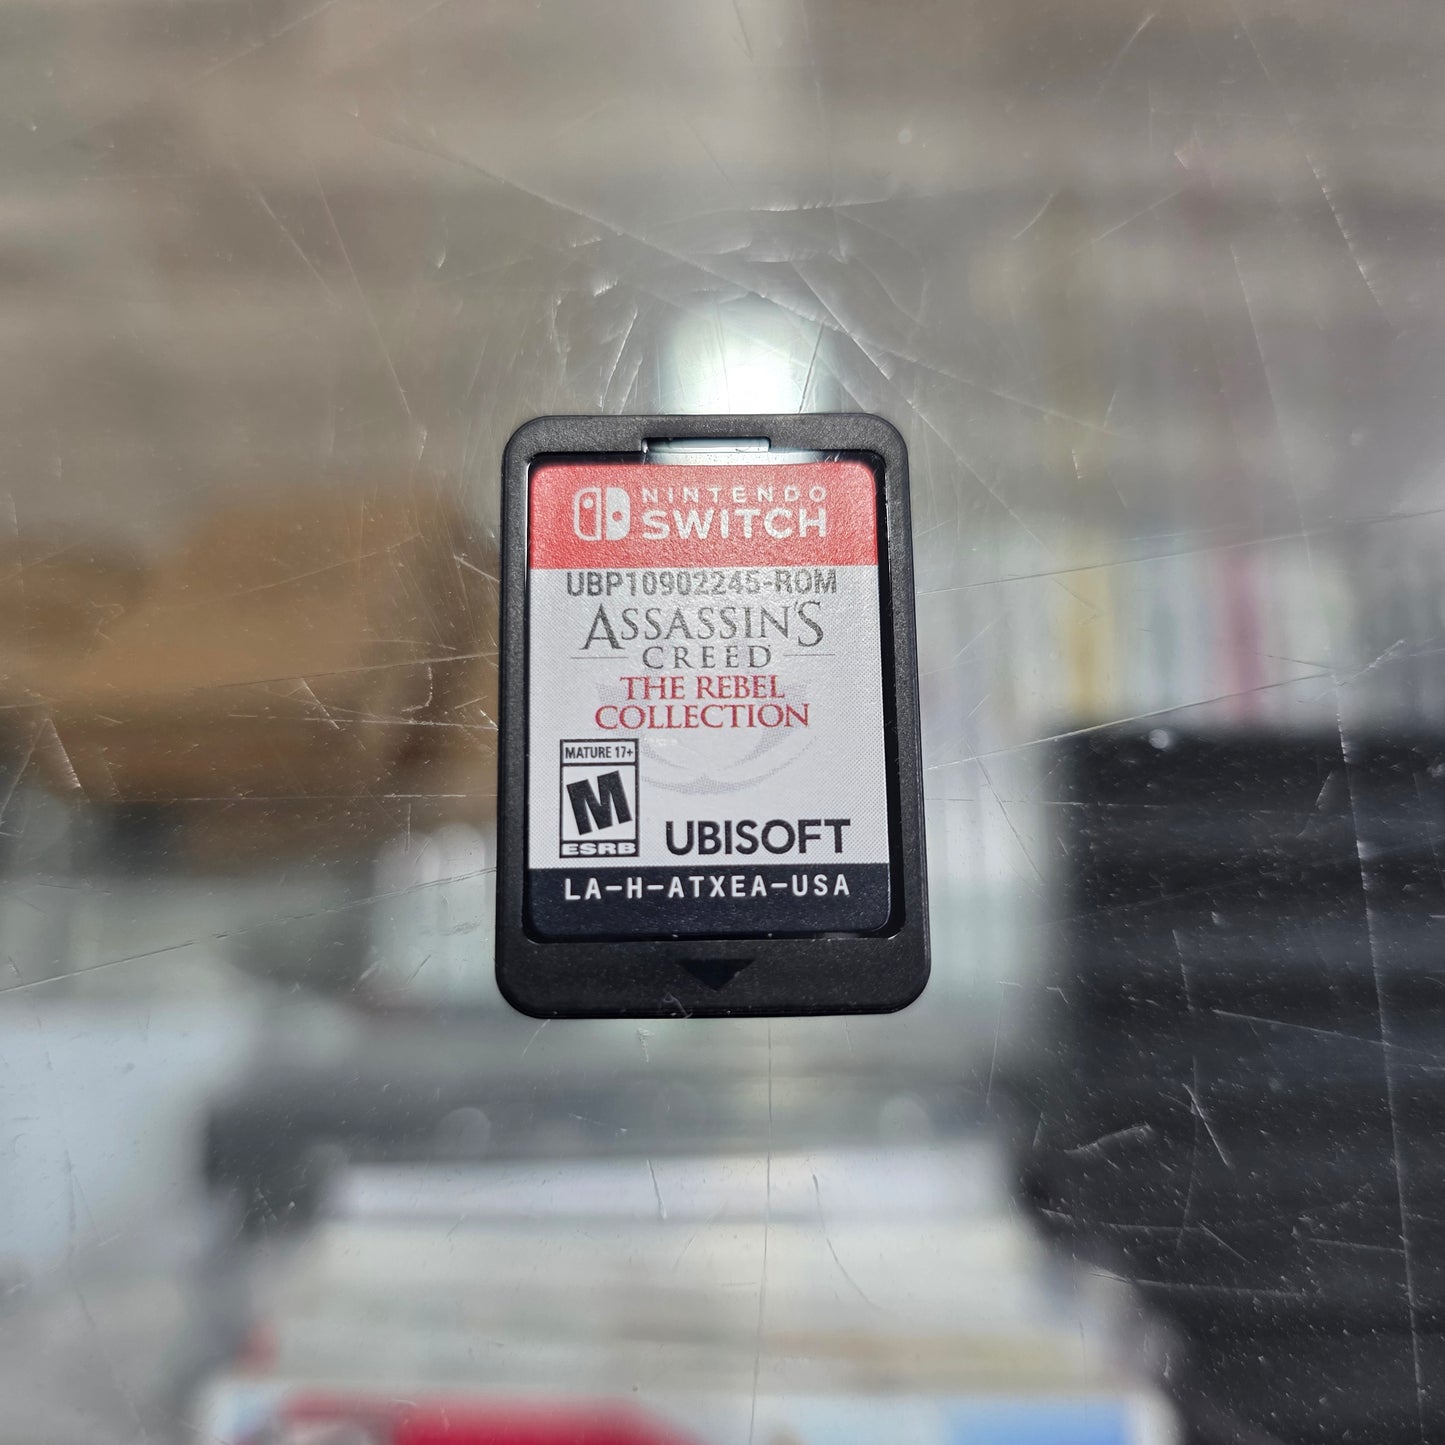 NINTENDO
SWITCH
UBP10902245-ROM
ASSASSIN'S
CREED
THE REBEL
COLLECTION
MATURE 17+
M
ESRB
UBISOFT
LA-H-ATXEA-USA